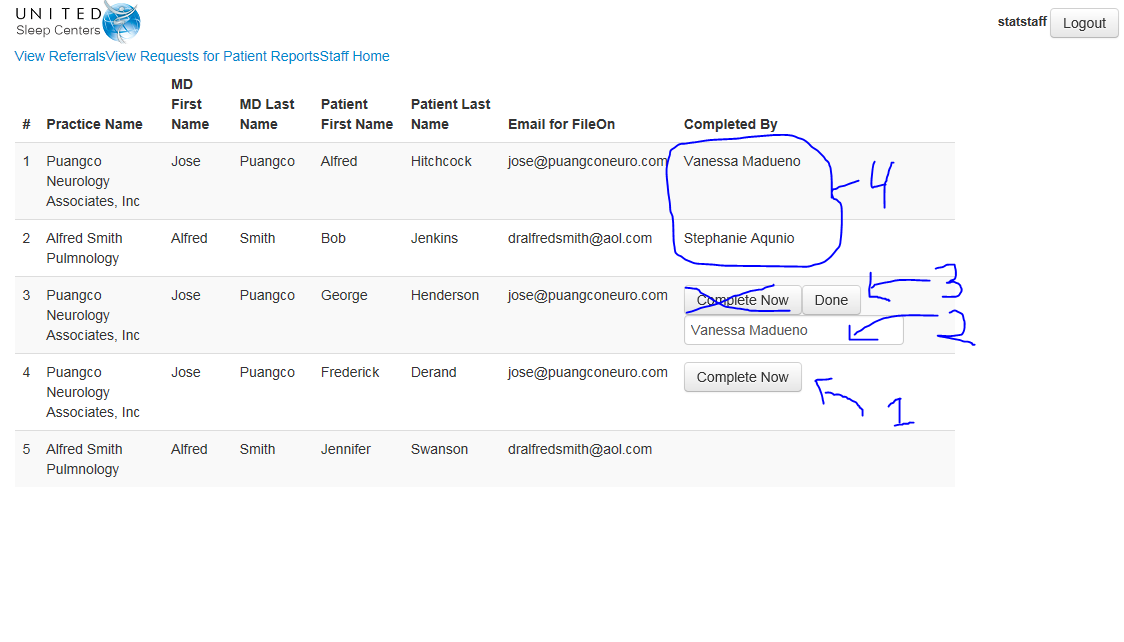 UNITED
Sleep Centers
statstaff Logout
View ReferralsView Requests for Patient ReportsStaff Home
# Practice Name MD First Name MD Last Name Patient First Name Patient Last Name Email for FileOn Completed By
1 Puangco Neurology Associates, Inc Jose Puangco Alfred Hitchcock jose@puangconeuro.com Vanessa Madueno
4
2 Alfred Smith Pulmnology Alfred Smith Bob Jenkins dralfredsmith@aol.com Stephanie Aqunio
3 Puangco Neurology Associates, Inc Jose Puangco George Henderson jose@puangconeuro.com Complete Now Done
3
Vanessa Madueno
2
4 Puangco Neurology Associates, Inc Jose Puangco Frederick Derand jose@puangconeuro.com Complete Now
1
5 Alfred Smith Pulmnology Alfred Smith Jennifer Swanson dralfredsmith@aol.com